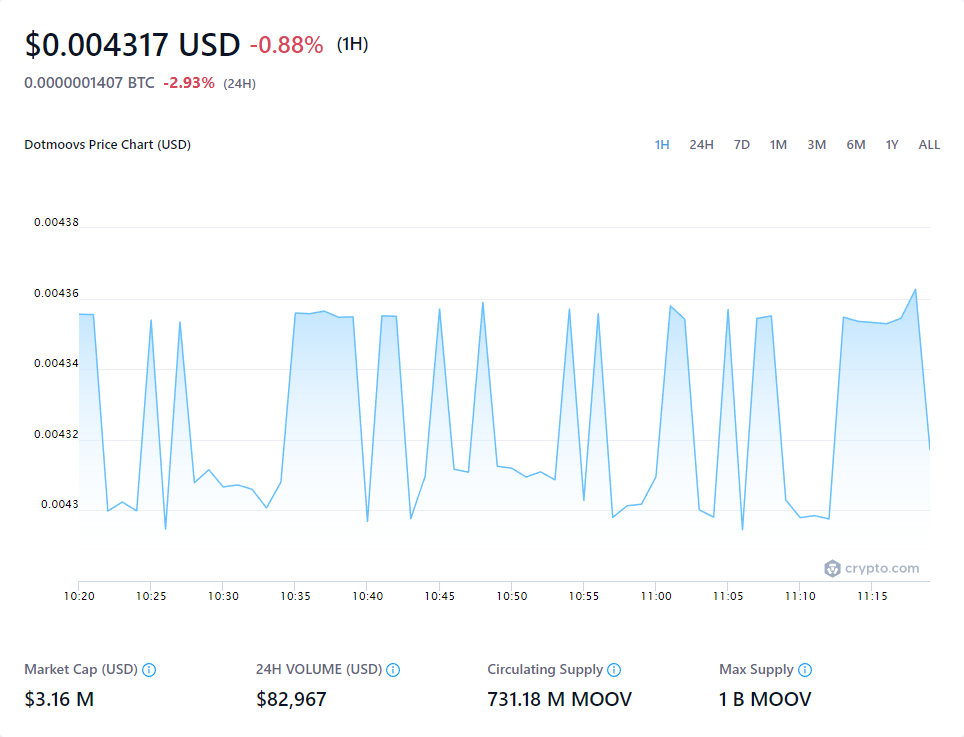 $0.004317 USD -0.88% (1H)
0.0000001407 BTC -2.93% (24H)
Dotmoovs Price Chart (USD) 1H 24H 7D 1M 3M 6M 1Y ALL
0.00438
0.00436
0.00434
0.00432
0.0043
crypto.com
10:20 10:25 10:30 10:35 10:40 10:45 10:50 10:55 11:00 11:05 11:10 11:15
Market Cap (USD) 24H VOLUME (USD) Circulating Supply Max Supply
$3.16 M $82,967 731.18 M MOOV 1 B MOOV